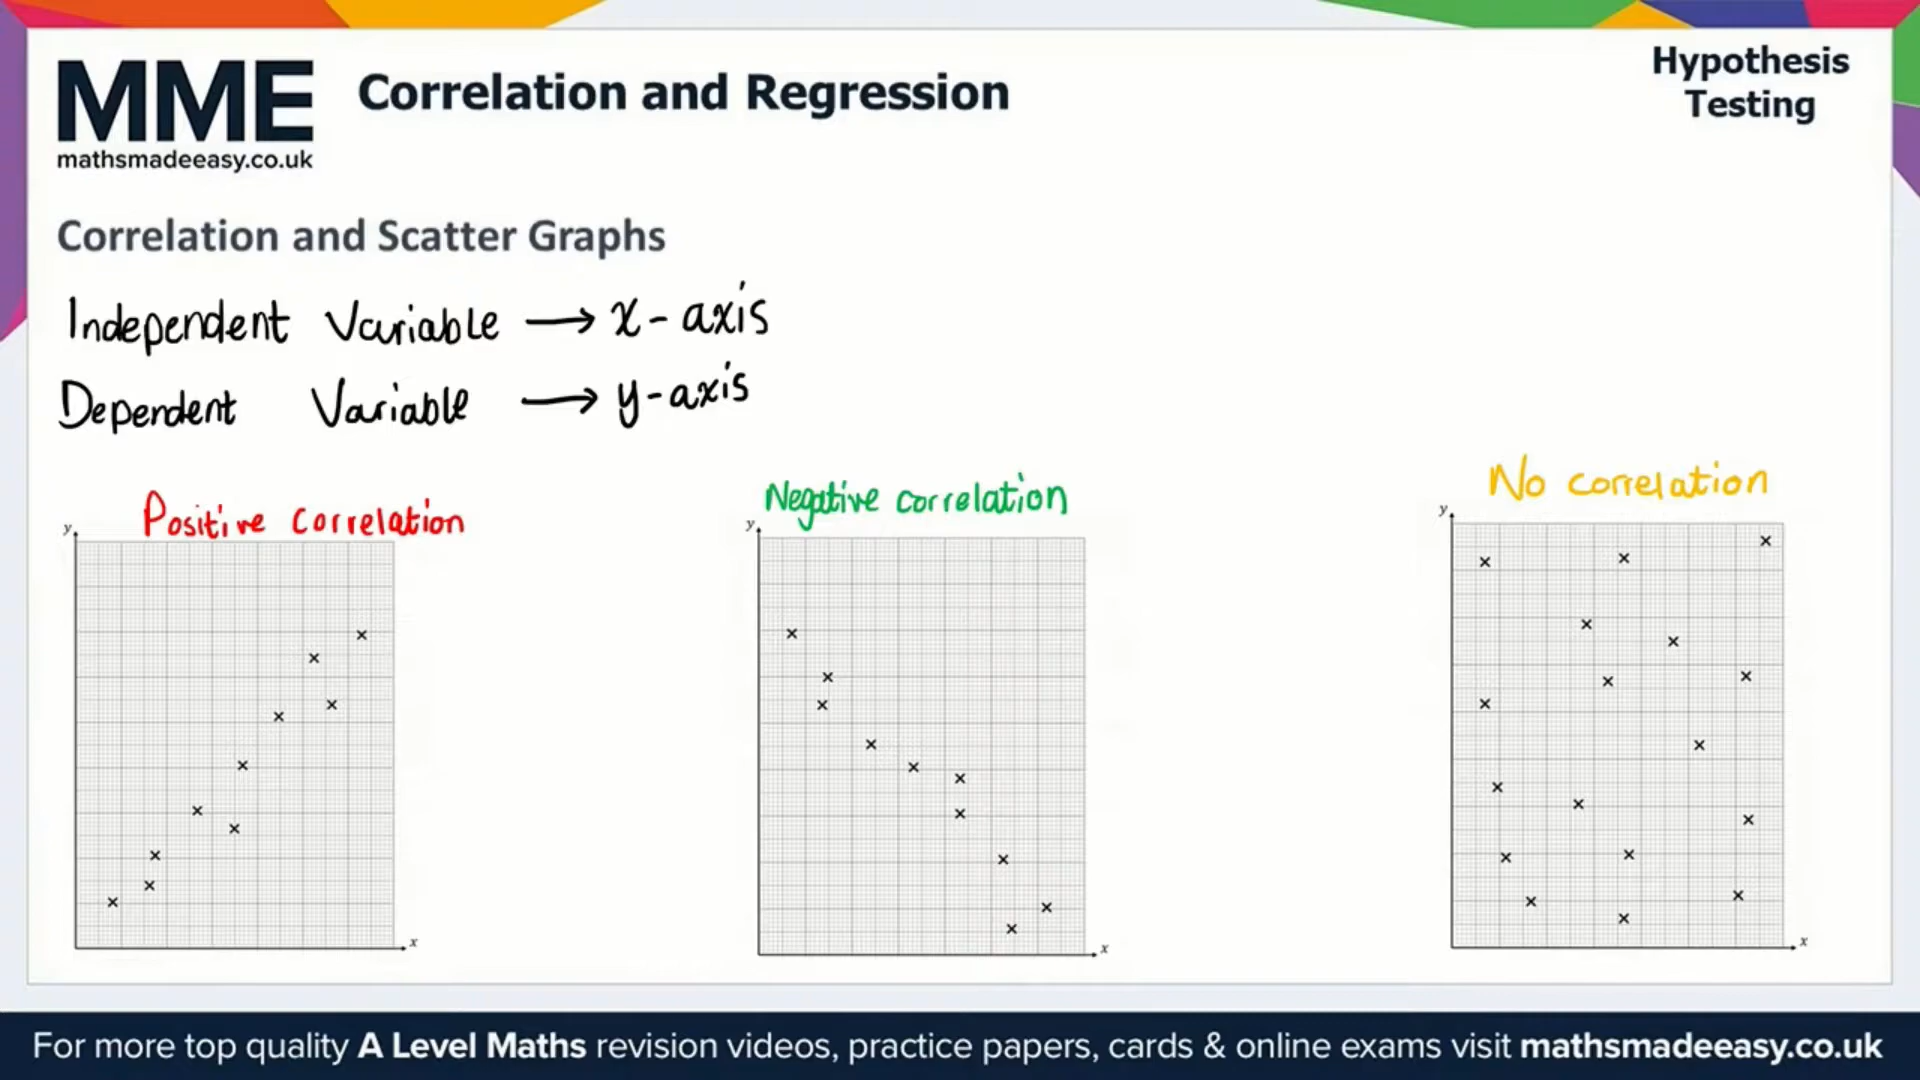 MME
mathsmadeeasy.co.uk
Correlation and Regression
Hypothesis
Testing
Correlation and Scatter Graphs
Independent Variable → x - axis
Dependent Variable → y - axis
Positive correlation
y
x
Negative correlation
y
x
No correlation
y
x
For more top quality A Level Maths revision videos, practice papers, cards & online exams visit mathsmadeeasy.co.uk